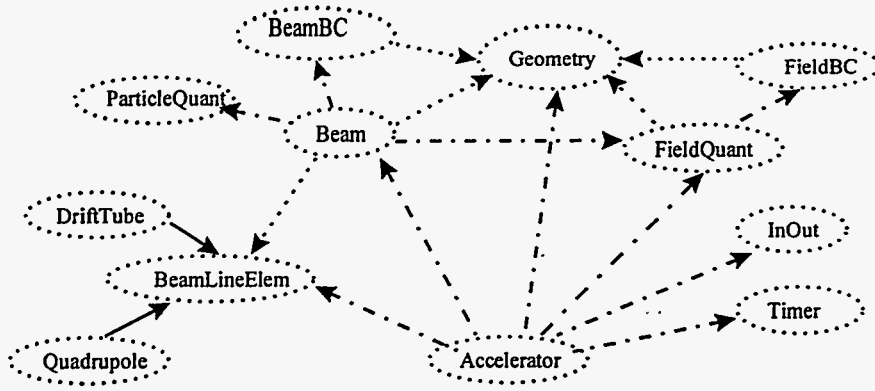 BeamBC
Geometry
FieldBC
ParticleQuant
Beam
FieldQuant
DriftTube
InOut
BeamLineElem
Timer
Quadrupole
Accelerator